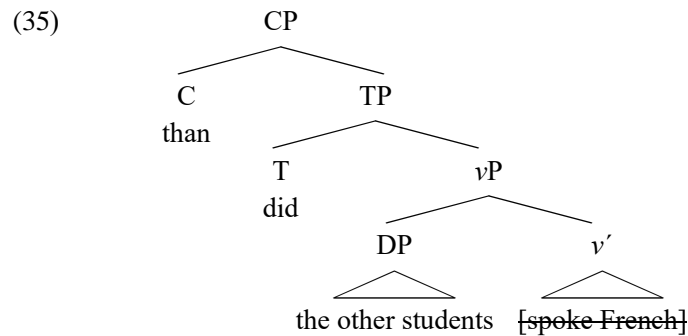 (35) CP
C TP
than
T vP
did
DP v′
the other students [spoke French]